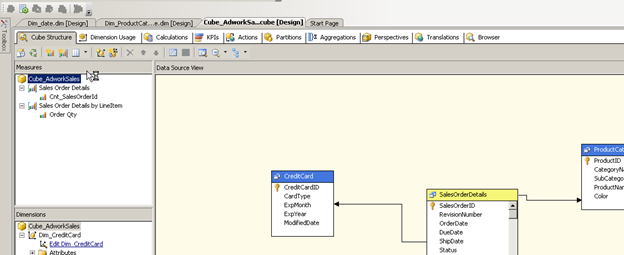 Dim_date.dim [Design] Dim_ProductCat...e.dim [Design] Cube_AdworkSa...cube [Design] Start Page
Toolbox
Cube Structure Dimension Usage Calculations KPIs Actions Partitions Aggregations Perspectives Translations Browser
Measures
Cube_AdworkSales
Sales Order Details
Cnt_SalesOrderId
Sales Order Details by LineItem
Order Qty
Dimensions
Cube_AdworkSales
Dim_CreditCard
Edit Dim_CreditCard
Attributes
Data Source View
CreditCard
CreditCardID
CardType
ExpMonth
ExpYear
ModifiedDate
SalesOrderDetails
SalesOrderID
RevisionNumber
OrderDate
DueDate
ShipDate
Status
ProductCat
ProductID
CategoryNa
SubCatego
ProductNam
Color